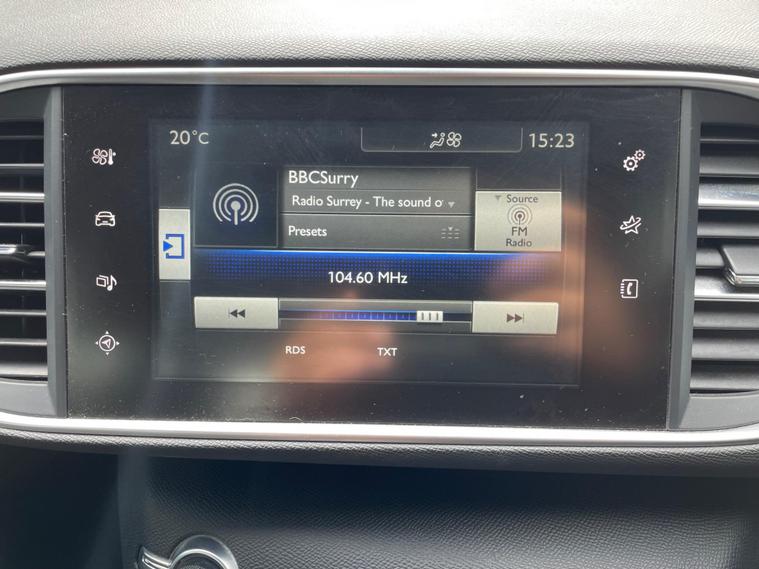 20°C
15:23
BBCSurry
Radio Surrey - The sound o
Source
FM
Radio
Presets
104.60 MHz
RDS
TXT